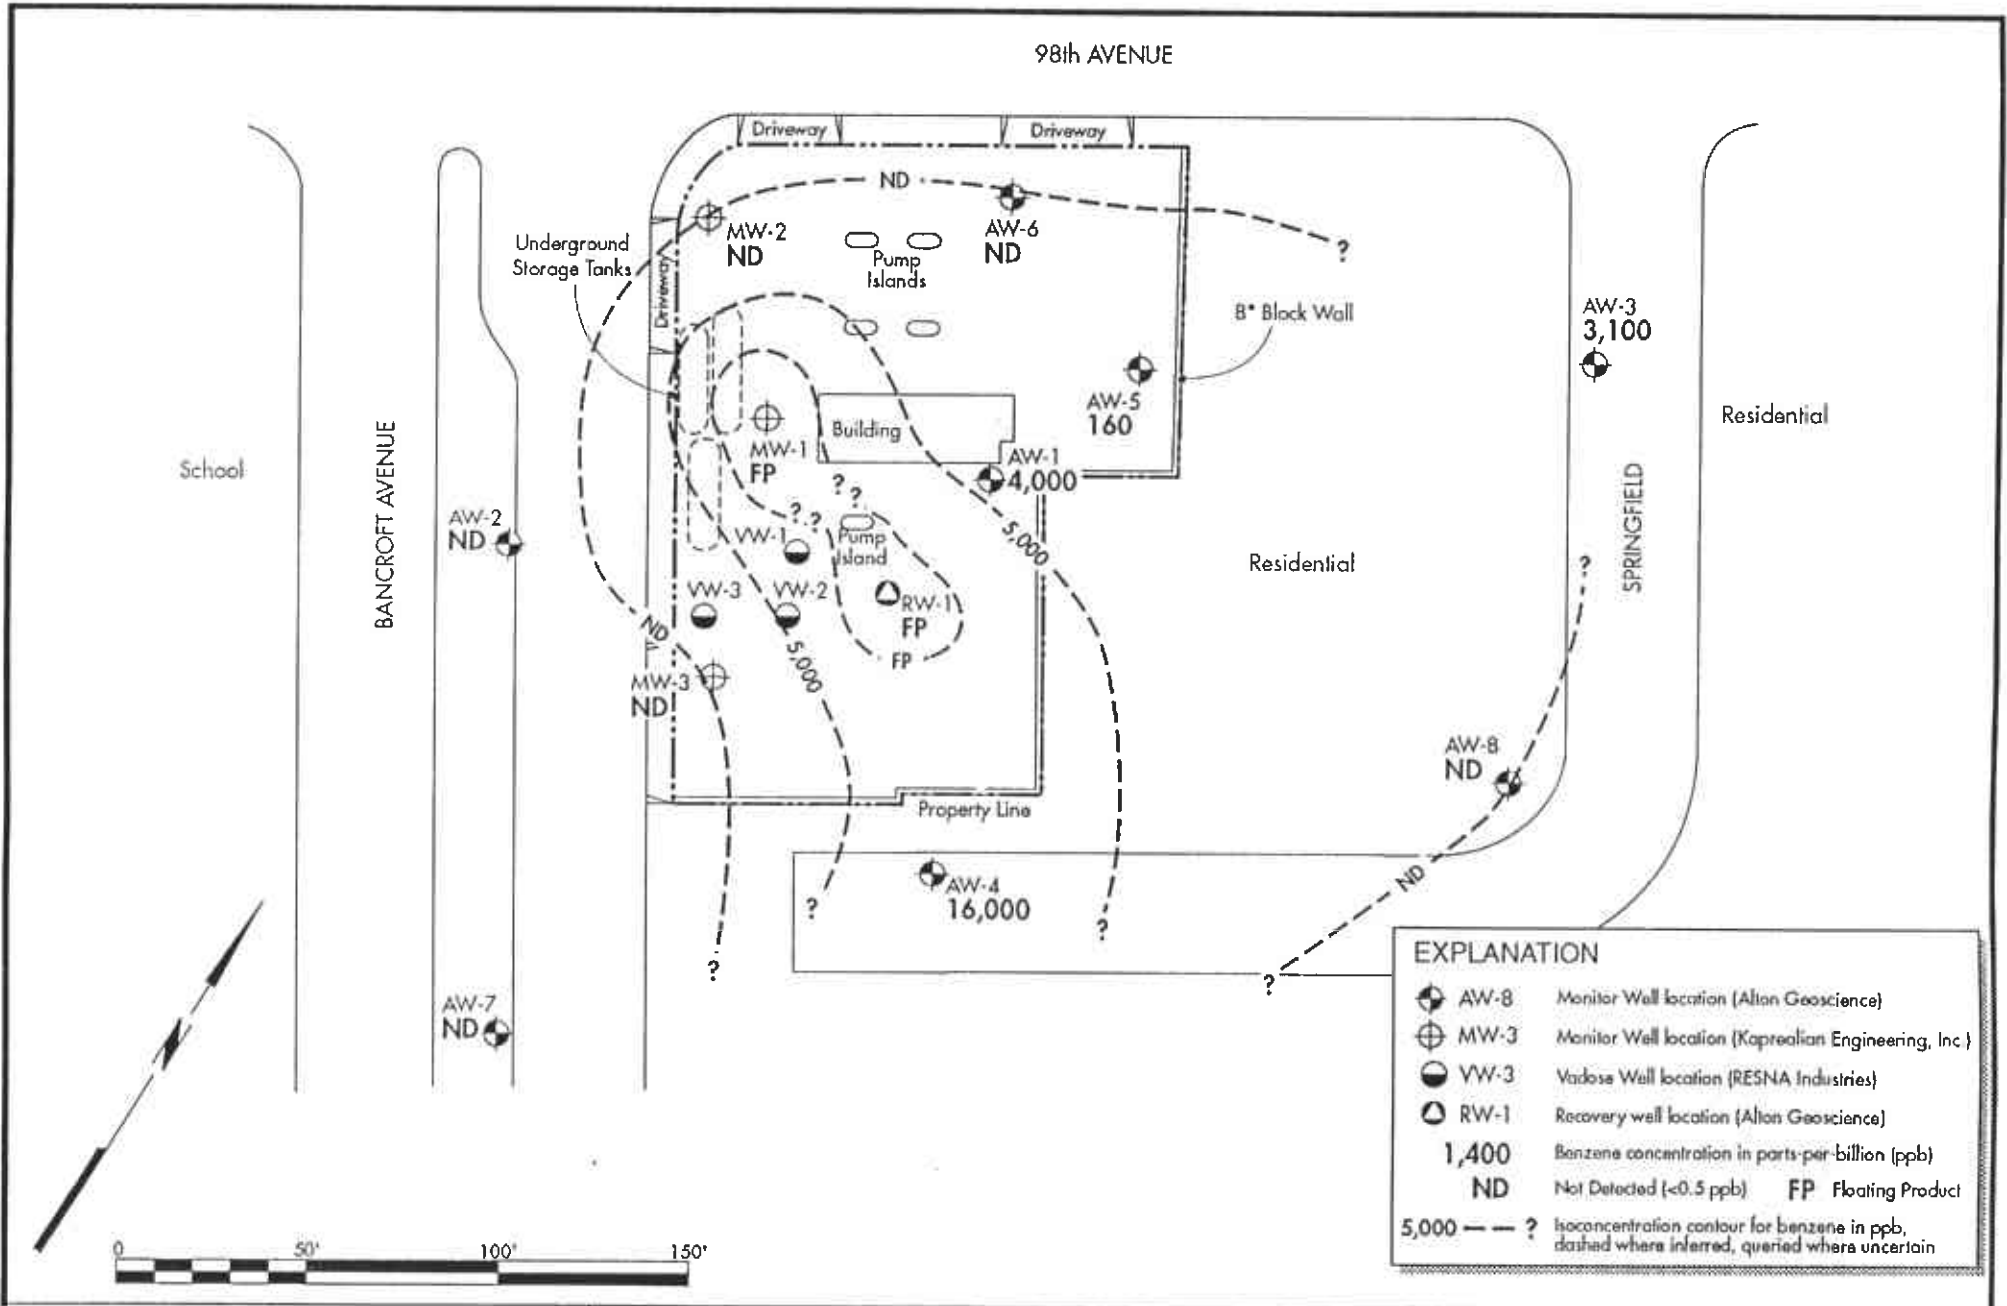 98th AVENUE
Driveway
Driveway
ND
MW-2
ND
AW-6
ND
Underground
Storage Tanks
Driveway
Pump
Islands
?
8" Block Wall
AW-3
3,100
AW-5
160
Residential
Building
MW-1
FP
AW-1
4,000
School
BANCROFT AVENUE
SPRINGFIELD
AW-2
ND
?
?
?
?
VW-1
Pump
Island
5,000
Residential
?
VW-3
VW-2
RW-1
FP
FP
ND
5,000
MW-3
ND
AW-8
ND
Property Line
AW-4
16,000
ND
?
?
?
?
AW-7
ND
EXPLANATION
AW-8 Monitor Well location (Alton Geoscience)
MW-3 Monitor Well location (Kaprealian Engineering, Inc.)
VW-3 Vadose Well location (RESNA Industries)
RW-1 Recovery well location (Alton Geoscience)
1,400 Benzene concentration in parts-per-billion (ppb)
ND Not Detected (<0.5 ppb) FP Floating Product
5,000 — — ? Isoconcentration contour for benzene in ppb,
dashed where inferred, queried where uncertain
0 50' 100' 150'